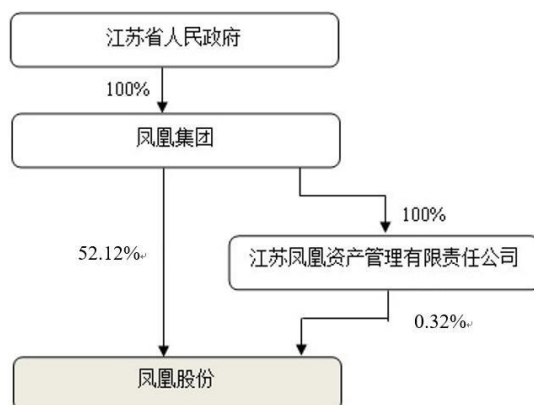 江苏省人民政府
100%
凤凰集团
100%
52.12%
江苏凤凰资产管理有限责任公司
0.32%
凤凰股份